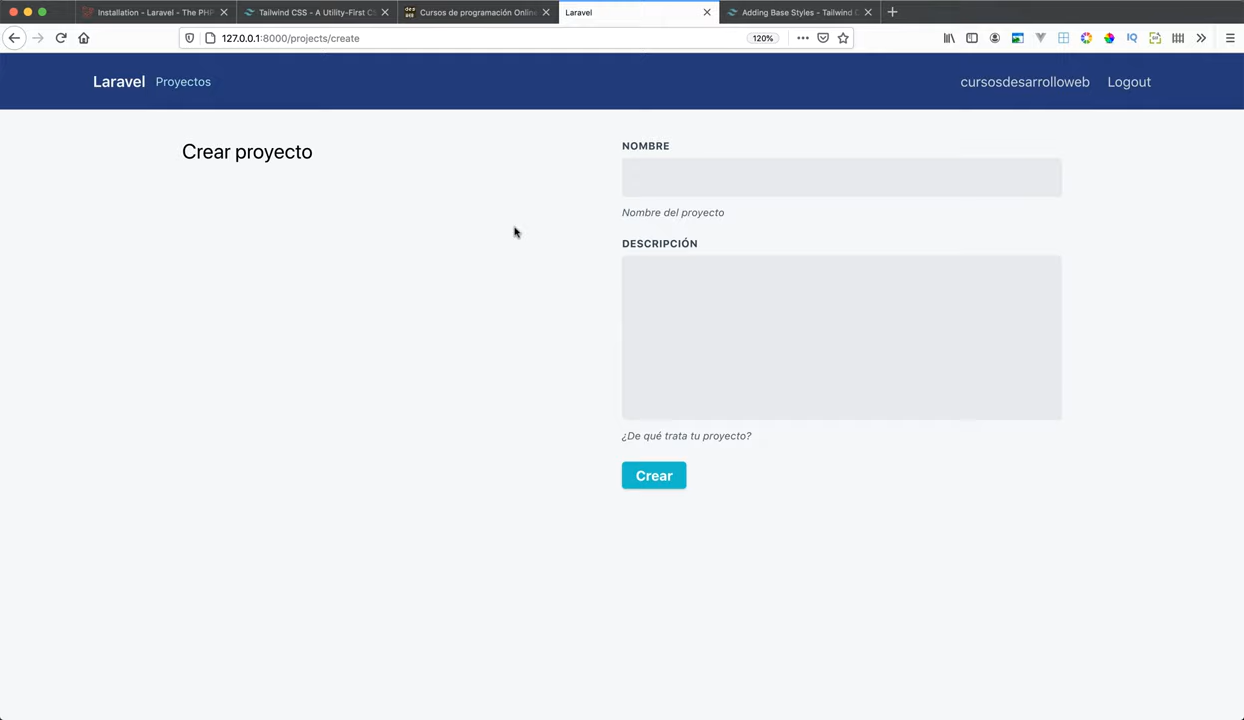 Installation - Laravel - The PHP
Tailwind CSS - A Utility-First CS
Cursos de programación Online
Laravel
Adding Base Styles - Tailwind C
127.0.0.1:8000/projects/create
120%
Laravel Proyectos
cursosdesarrolloweb Logout
Crear proyecto
NOMBRE
Nombre del proyecto
DESCRIPCIÓN
¿De qué trata tu proyecto?
Crear